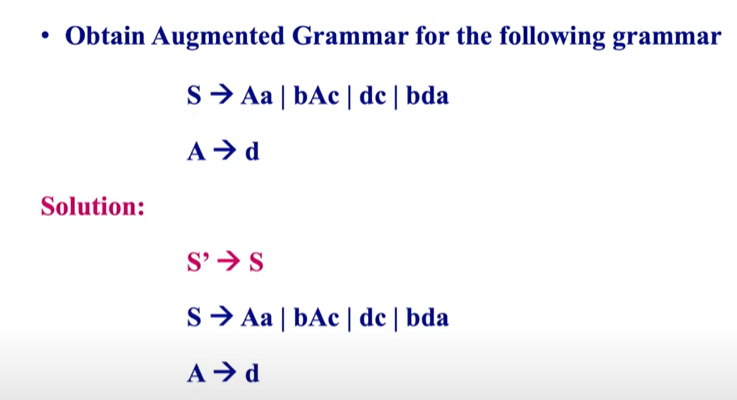 • Obtain Augmented Grammar for the following grammar
S → Aa | bAc | dc | bda
A → d
Solution:
S’ → S
S → Aa | bAc | dc | bda
A → d